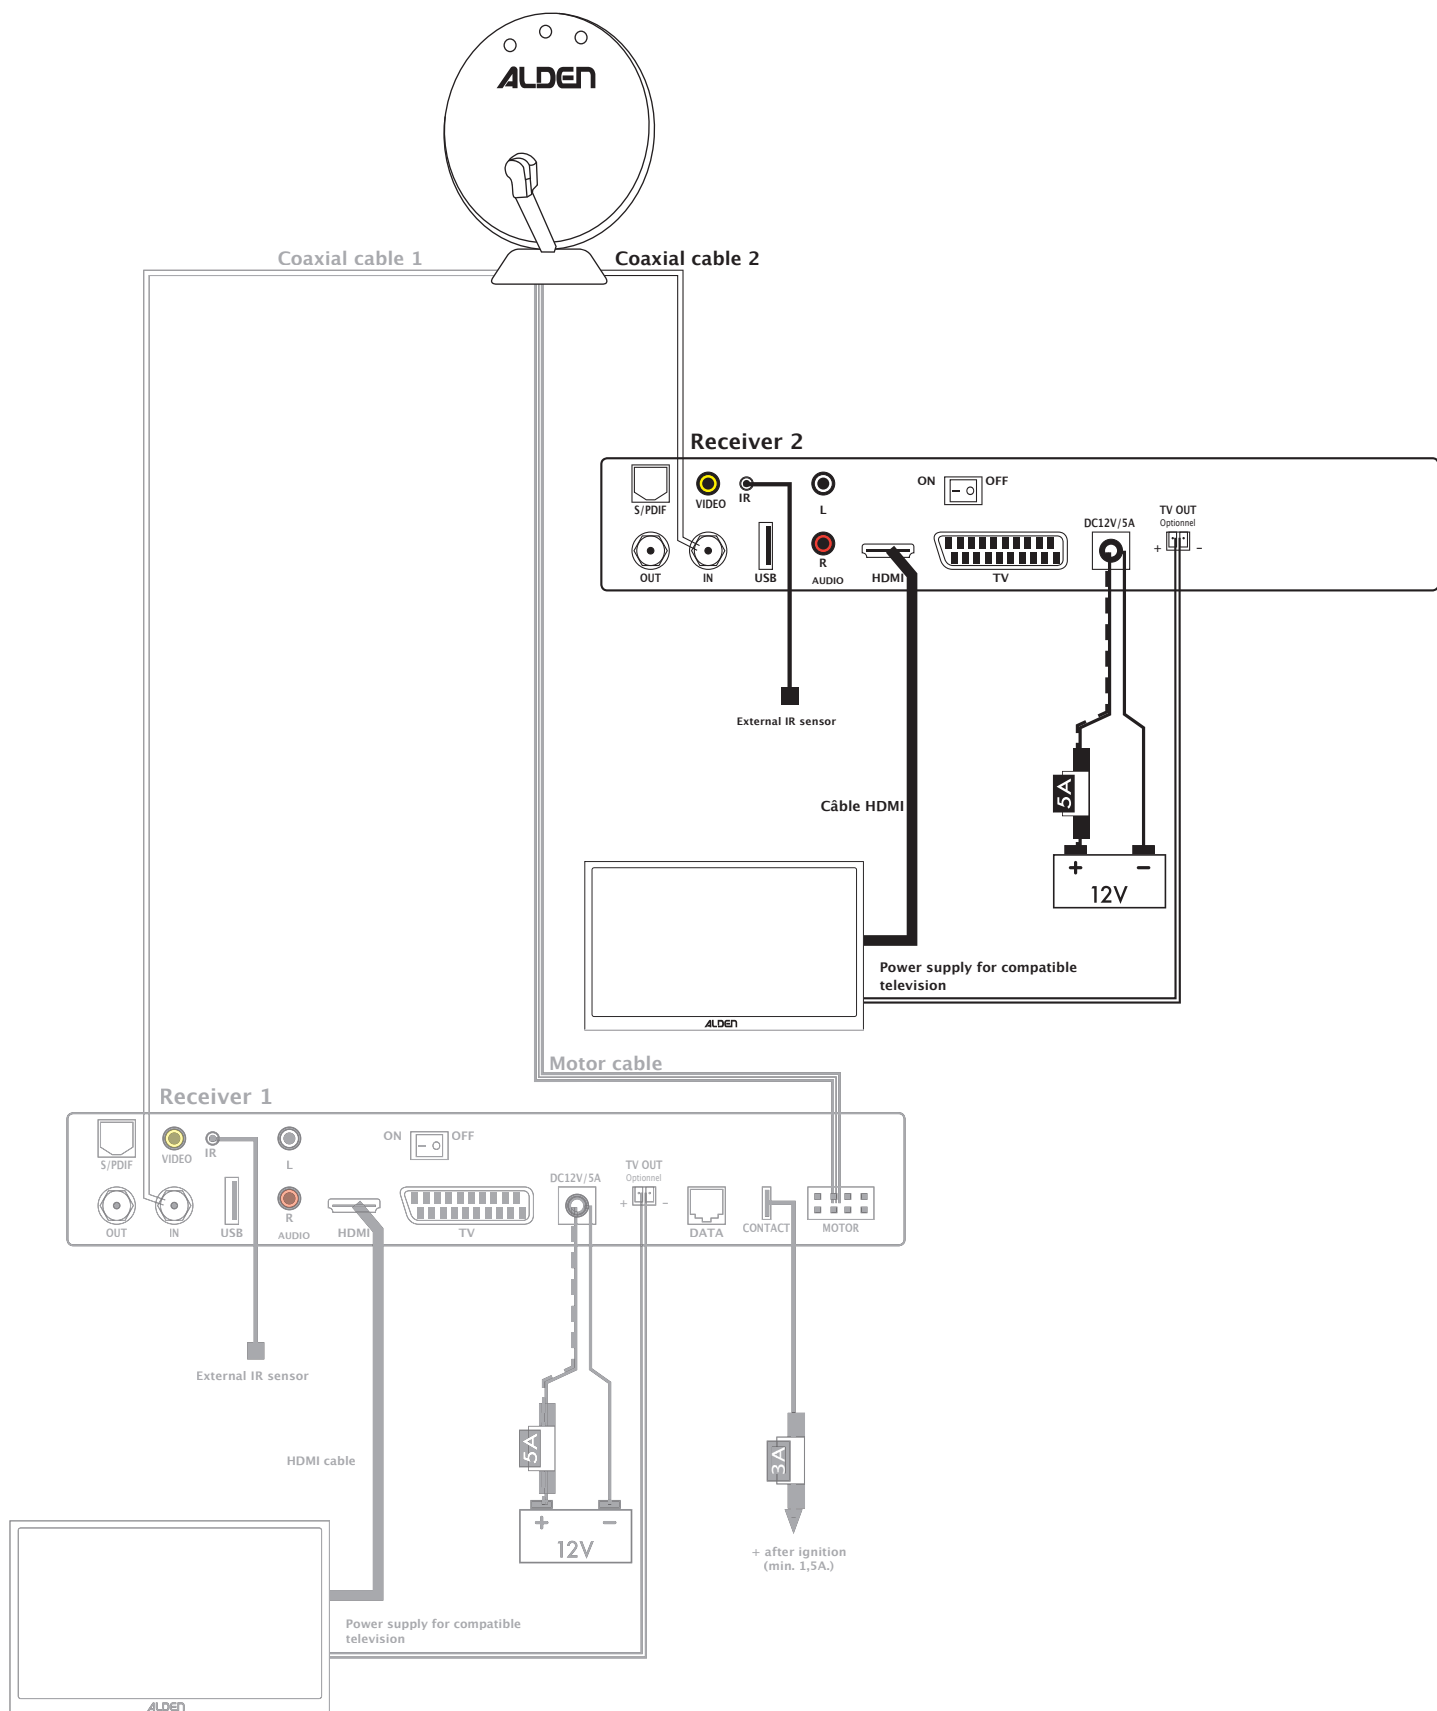 ALDEN
Coaxial cable 1
Coaxial cable 2
Receiver 2
S/PDIF
VIDEO
IR
L
ON
OFF
DC12V/5A
TV OUT
Optionnel
+
-
OUT
IN
USB
R
AUDIO
HDMI
TV
External IR sensor
Câble HDMI
5A
+
-
12V
Power supply for compatible
television
ALDEN
Motor cable
Receiver 1
S/PDIF
VIDEO
IR
L
ON
OFF
DC12V/5A
TV OUT
Optionnel
+
-
OUT
IN
USB
R
AUDIO
HDMI
TV
DATA
CONTACT
MOTOR
External IR sensor
HDMI cable
5A
3A
+
-
12V
+ after ignition
(min. 1,5A.)
Power supply for compatible
television
ALDEN